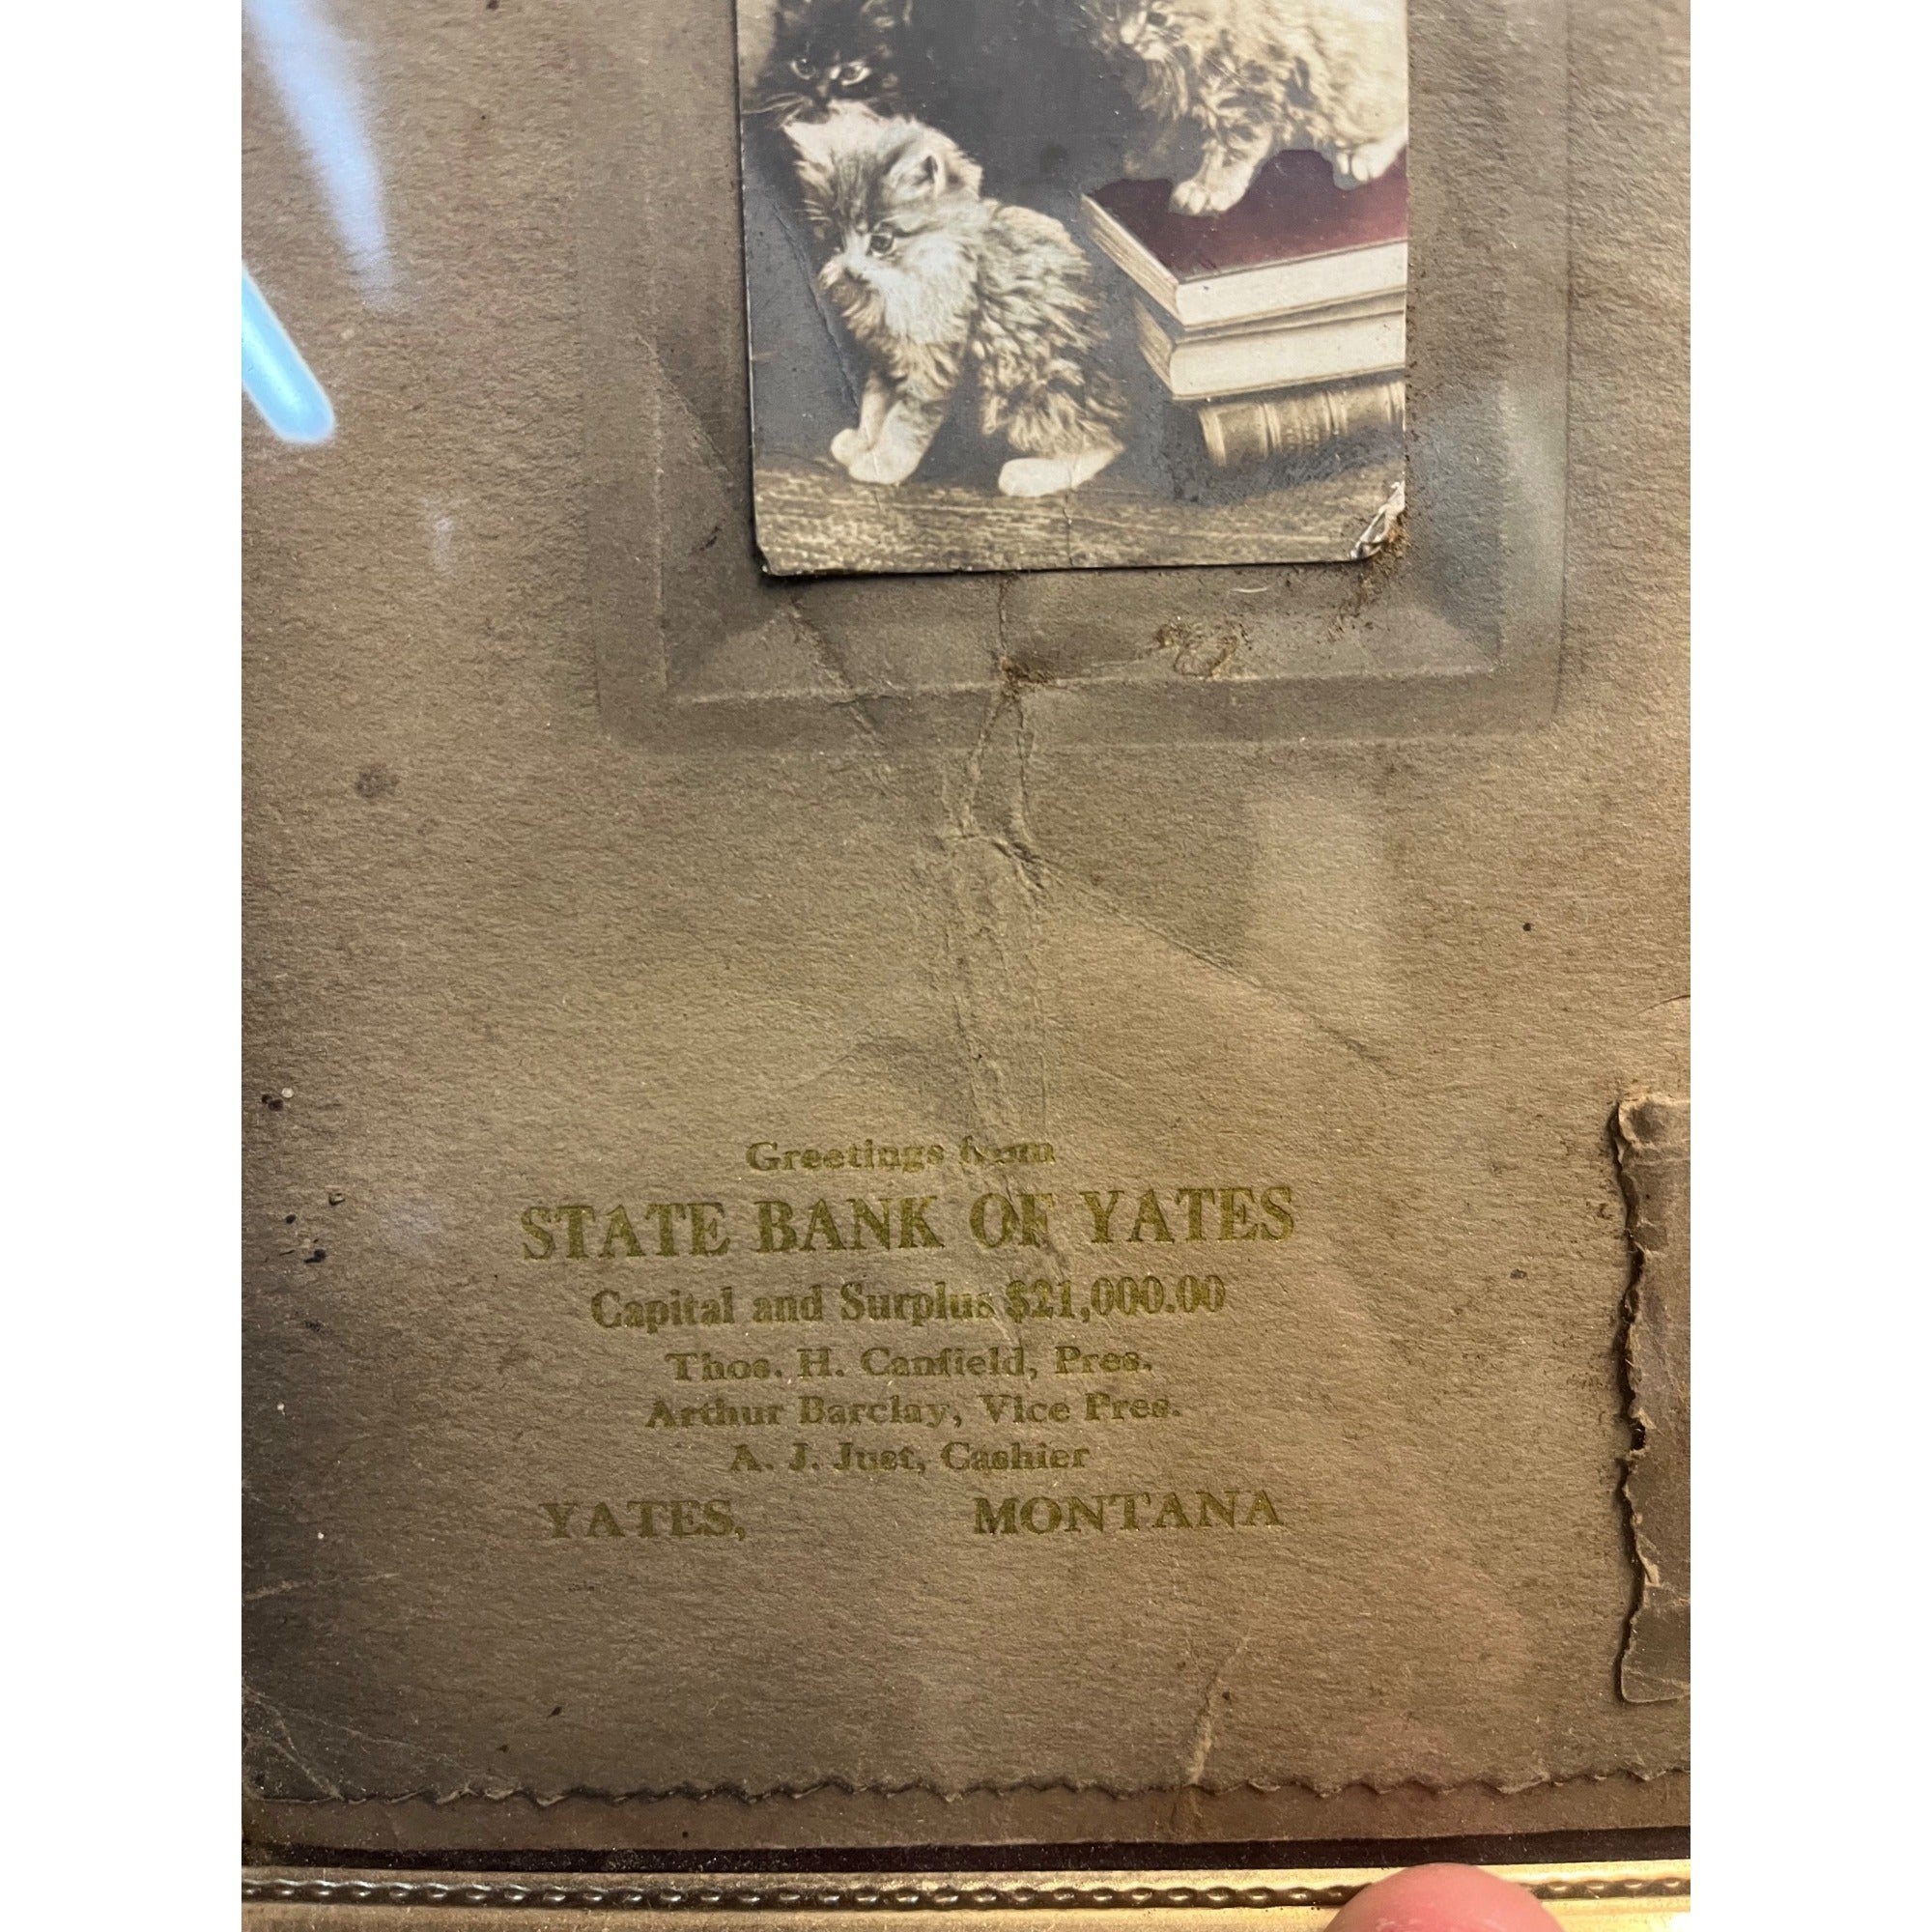 Greetings from
STATE BANK OF YATES
Capital and Surplus $21,000.00
Thos. H. Canfield, Pres.
Arthur Barclay, Vice Pres.
A. J. Just, Cashier
YATES, MONTANA